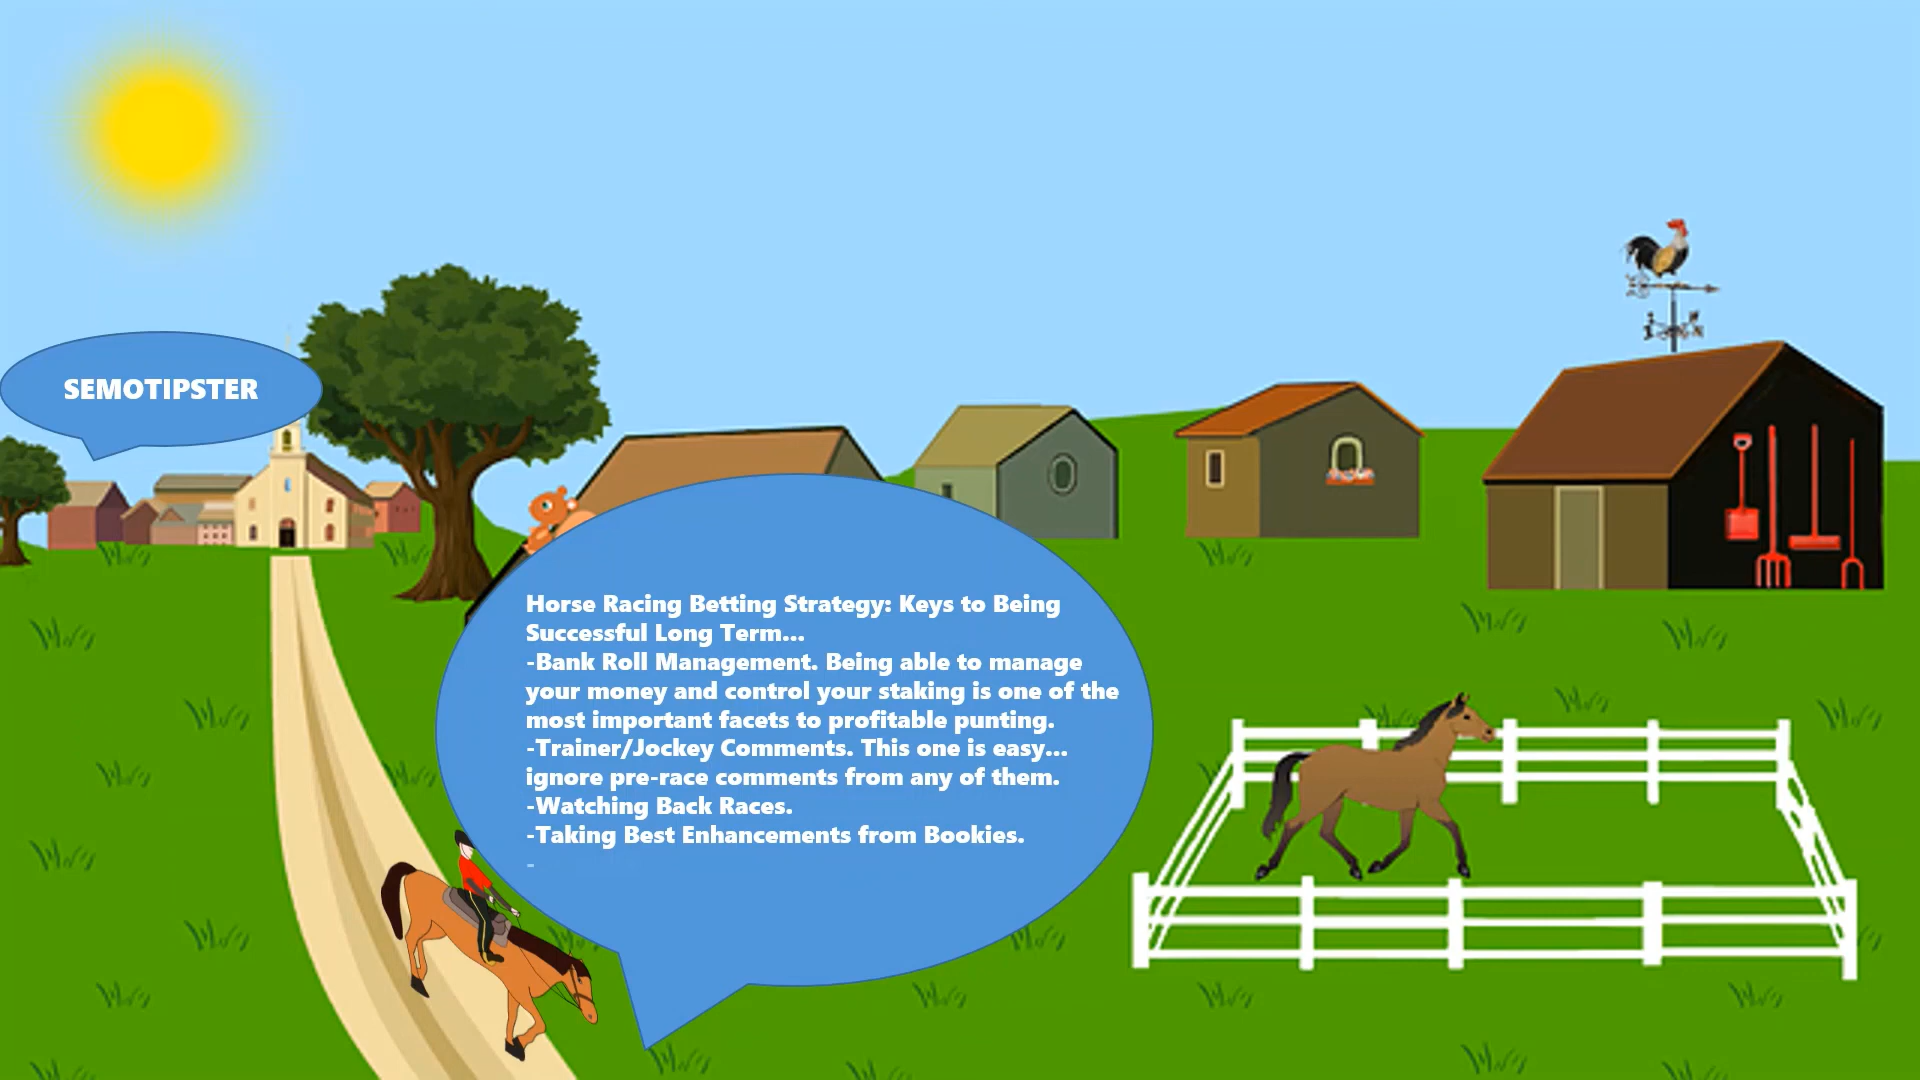 SEMOTIPSTER
Horse Racing Betting Strategy: Keys to Being
Successful Long Term...
-Bank Roll Management. Being able to manage
your money and control your staking is one of the
most important facets to profitable punting.
-Trainer/Jockey Comments. This one is easy...
ignore pre-race comments from any of them.
-Watching Back Races.
-Taking Best Enhancements from Bookies.
-